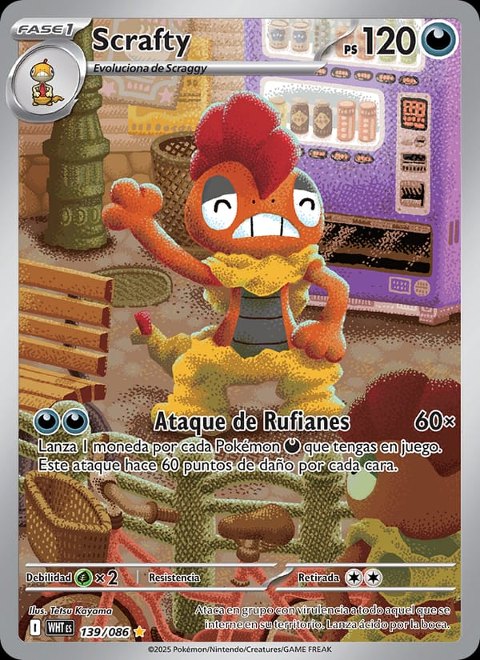 FASE 1
Scrafty
PS 120
Evoluciona de Scraggy
Ataque de Rufianes 60×
Lanza 1 moneda por cada Pokémon que tengas en juego.
Este ataque hace 60 puntos de daño por cada cara.
Debilidad × 2 Resistencia Retirada
Ilus. Tatsu Kayama
Ataca en grupo con virulencia a todo aquel que se
interne en su territorio. Lanza ácido por la boca.
WHT ES 139/086
©2025 Pokémon/Nintendo/Creatures/GAME FREAK